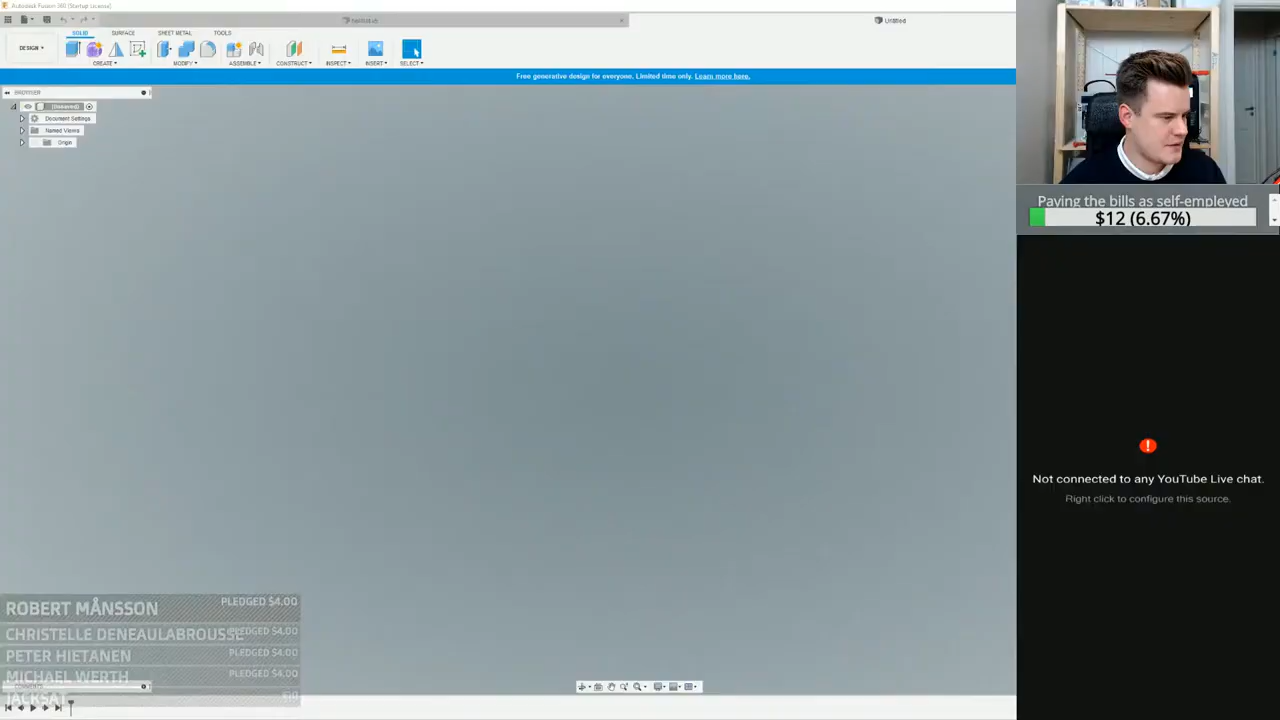 Autodesk Fusion 360 (Startup License)
Untitled
DESIGN
SOLID
SURFACE
SHEET METAL
TOOLS
CREATE
MODIFY
ASSEMBLE
CONSTRUCT
INSPECT
INSERT
SELECT
Free generative design for everyone. Limited time only. Learn more here.
BROWSER
(Unsaved)
Document Settings
Named Views
Origin
Paying the bills as self-employed
$12 (6.67%)
Not connected to any YouTube Live chat.
Right click to configure this source.
ROBERT MÅNSSON PLEDGED $4.00
CHRISTELLE DENEAULABROUSSE PLEDGED $4.00
PETER HIETANEN PLEDGED $4.00
MICHAEL WERTH PLEDGED $4.00
JACKSAT
COMMENTS